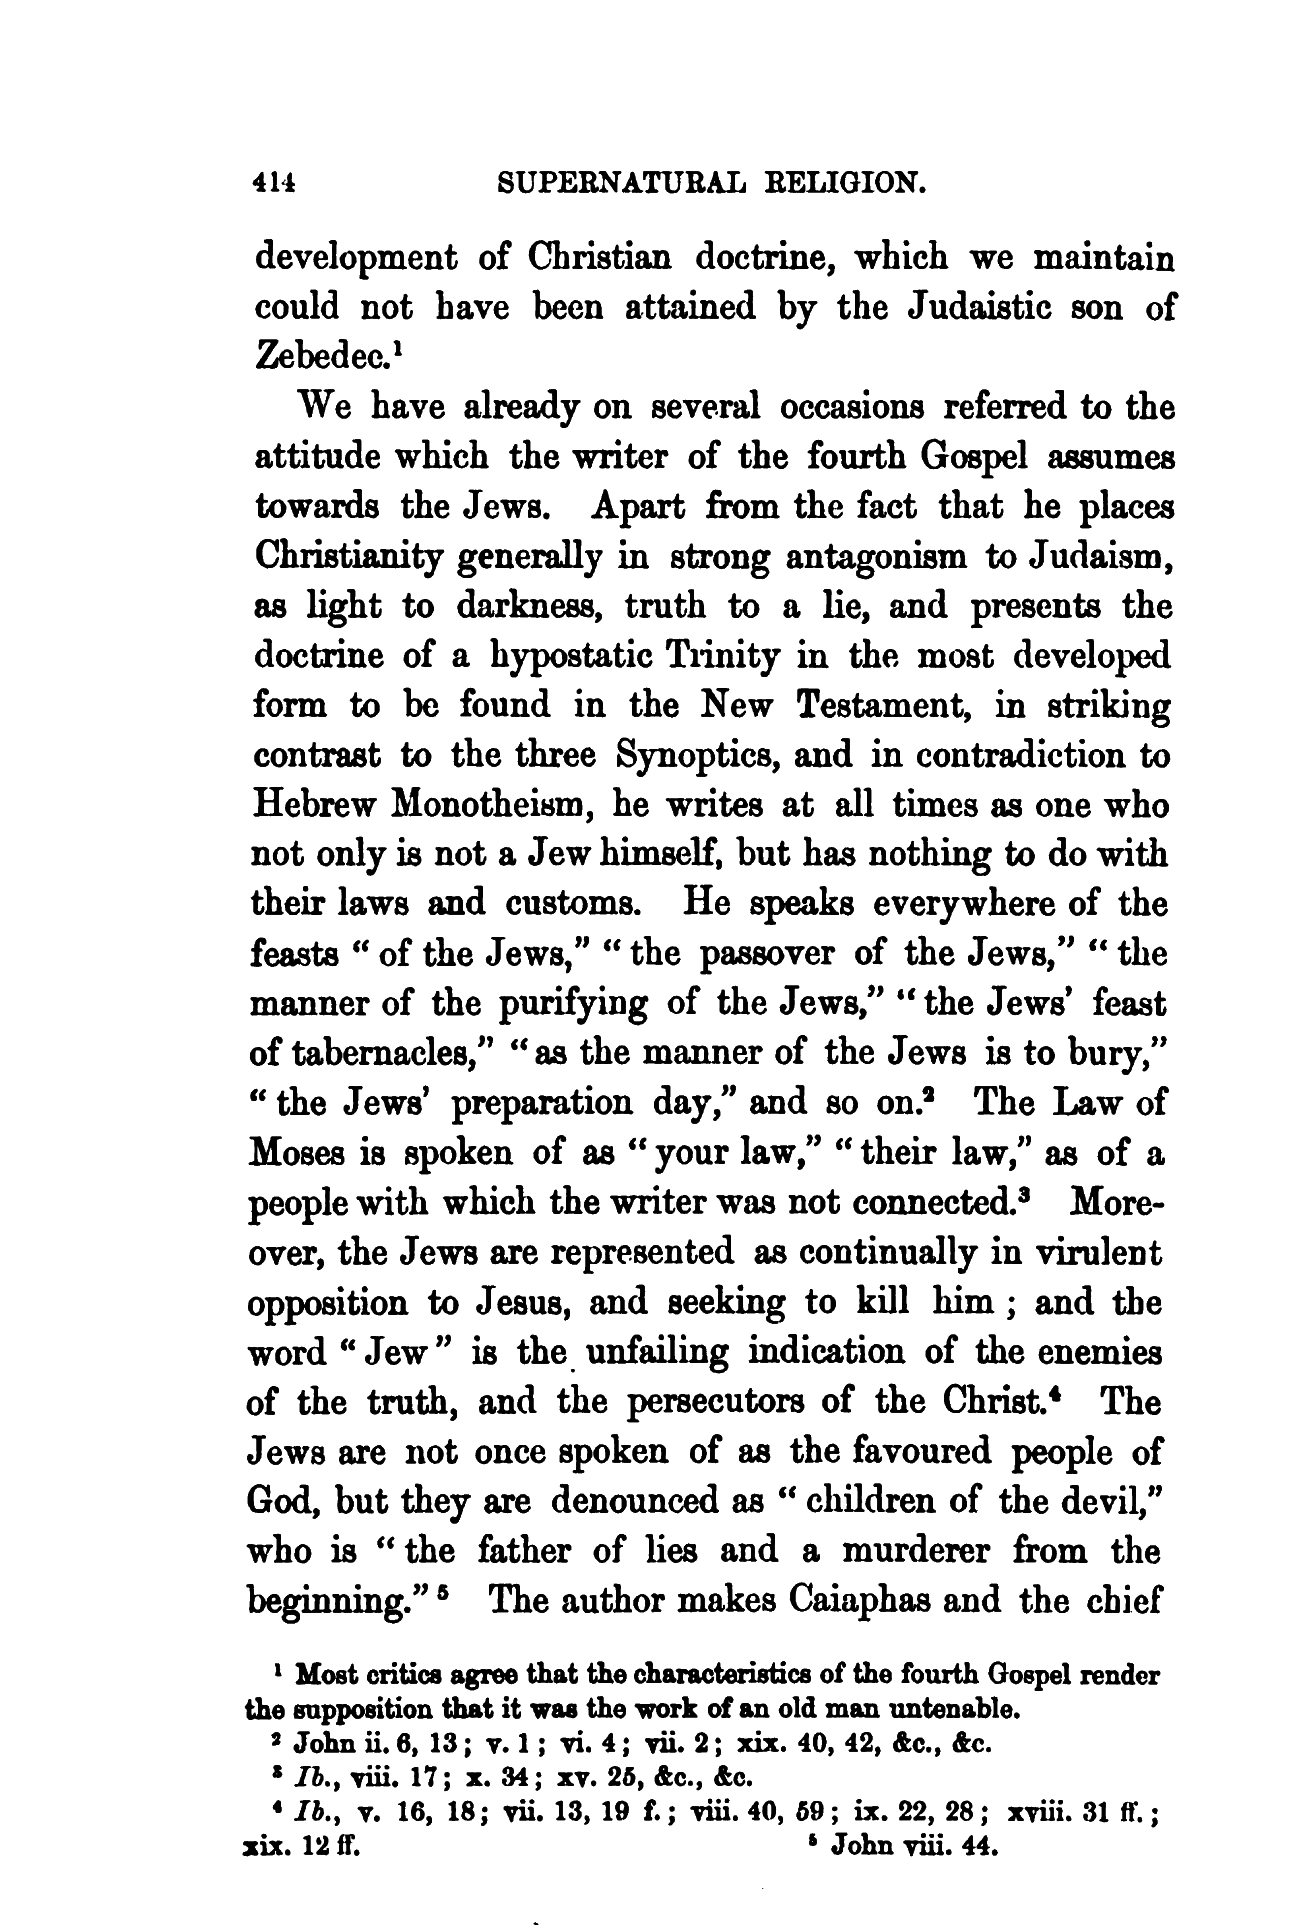 414 SUPERNATURAL RELIGION.
development of Christian doctrine, which we maintain
could not have been attained by the Judaistic son of
Zebedee.¹
We have already on several occasions referred to the
attitude which the writer of the fourth Gospel assumes
towards the Jews. Apart from the fact that he places
Christianity generally in strong antagonism to Judaism,
as light to darkness, truth to a lie, and presents the
doctrine of a hypostatic Trinity in the most developed
form to be found in the New Testament, in striking
contrast to the three Synoptics, and in contradiction to
Hebrew Monotheism, he writes at all times as one who
not only is not a Jew himself, but has nothing to do with
their laws and customs. He speaks everywhere of the
feasts “ of the Jews,” “ the passover of the Jews,” “ the
manner of the purifying of the Jews,” “ the Jews’ feast
of tabernacles,” “ as the manner of the Jews is to bury,”
“ the Jews’ preparation day,” and so on.² The Law of
Moses is spoken of as “ your law,” “ their law,” as of a
people with which the writer was not connected.³ More-
over, the Jews are represented as continually in virulent
opposition to Jesus, and seeking to kill him ; and the
word “ Jew ” is the unfailing indication of the enemies
of the truth, and the persecutors of the Christ.⁴ The
Jews are not once spoken of as the favoured people of
God, but they are denounced as “ children of the devil,”
who is “ the father of lies and a murderer from the
beginning.” ⁵ The author makes Caiaphas and the chief
¹ Most critics agree that the characteristics of the fourth Gospel render
the supposition that it was the work of an old man untenable.
² John ii. 6, 13 ; v. 1 ; vi. 4 ; vii. 2 ; xix. 40, 42, &c., &c.
³ Ib., viii. 17 ; x. 34 ; xv. 25, &c., &c.
⁴ Ib., v. 16, 18 ; vii. 13, 19 f. ; viii. 40, 59 ; ix. 22, 28 ; xviii. 31 ff. ;
xix. 12 ff. ⁵ John viii. 44.